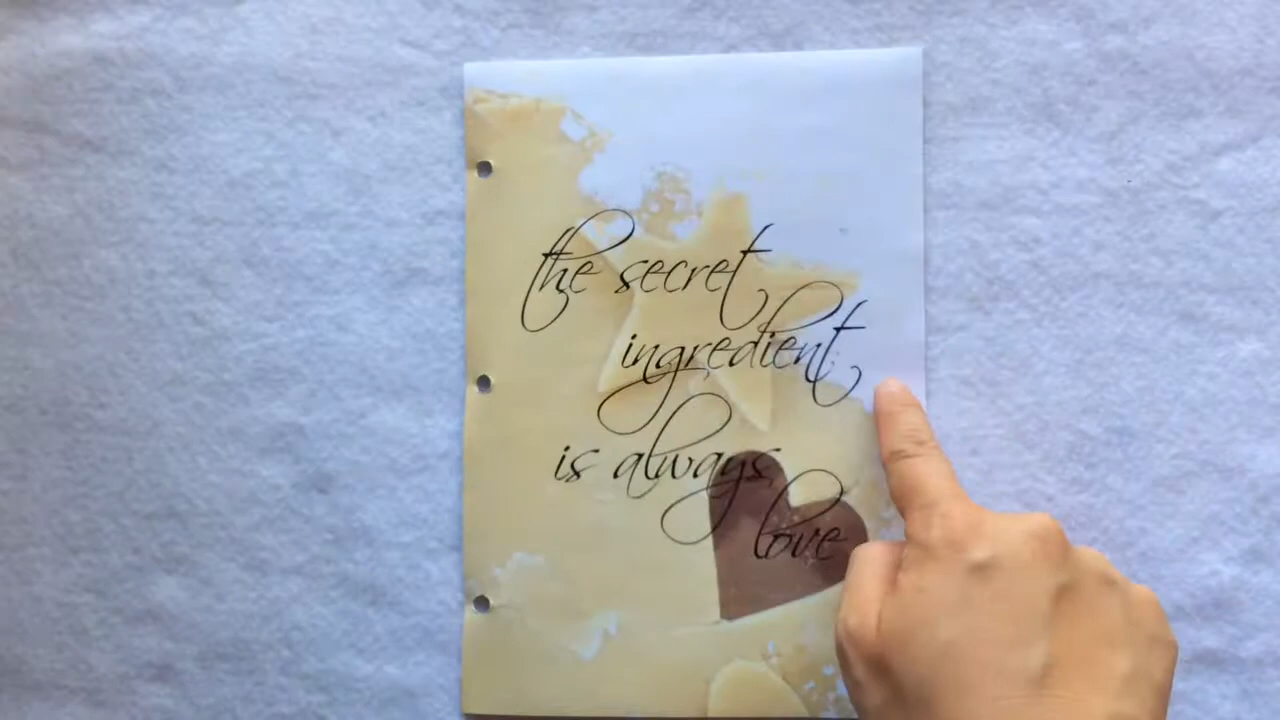 the secret
ingredient
is always
love